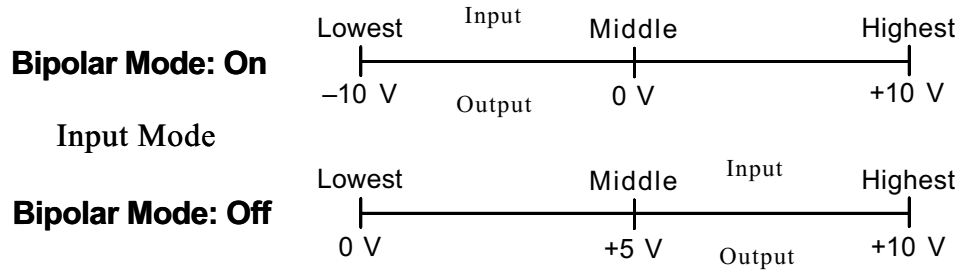 Input
Lowest Middle Highest
Bipolar Mode: On
–10 V 0 V +10 V
Output
Input Mode
Input
Lowest Middle Highest
Bipolar Mode: Off
0 V +5 V +10 V
Output